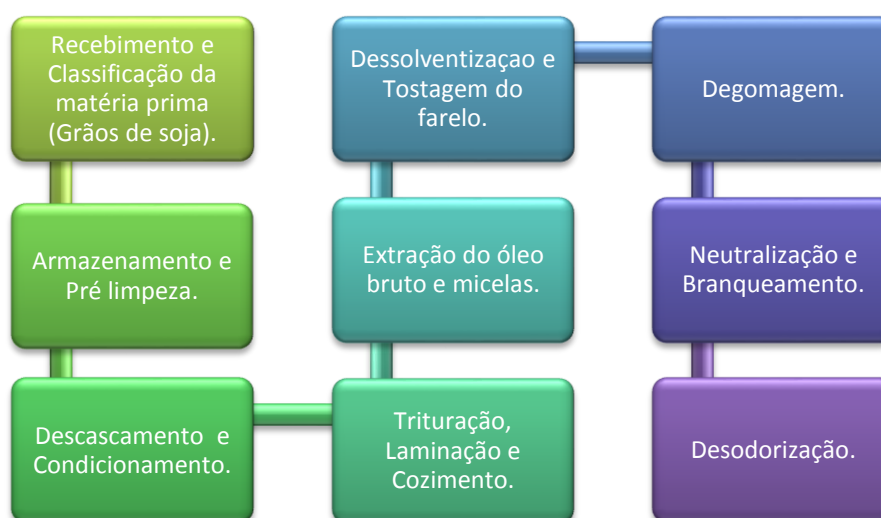 Recebimento e
Classificação da
matéria prima
(Grãos de soja).
Armazenamento e
Pré limpeza.
Descascamento e
Condicionamento.
Trituração,
Laminação e
Cozimento.
Extração do óleo
bruto e micelas.
Dessolventizaçao e
Tostagem do
farelo.
Degomagem.
Neutralização e
Branqueamento.
Desodorização.